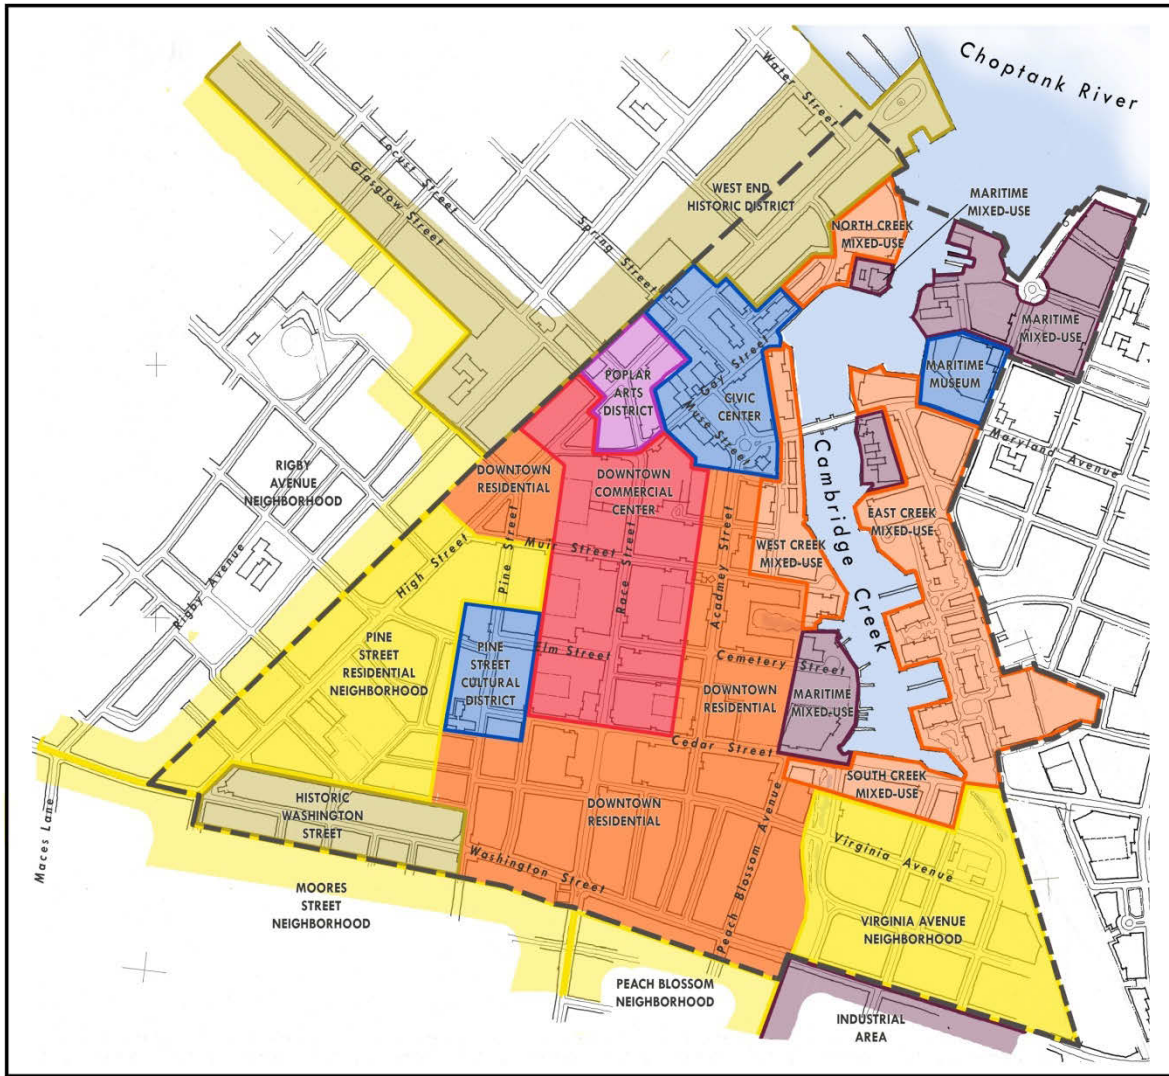 Choptank River
Water Street
Locust Street
Glasglow Street
WEST END
HISTORIC DISTRICT
MARITIME
MIXED-USE
NORTH CREEK
MIXED-USE
Spring Street
MARITIME
MIXED-USE
Gay Street
POPLAR
ARTS
DISTRICT
CIVIC
CENTER
MARITIME
MUSEUM
Muse Street
Maryland Avenue
RIGBY
AVENUE
NEIGHBORHOOD
DOWNTOWN
RESIDENTIAL
DOWNTOWN
COMMERCIAL
CENTER
Cambridge Creek
EAST CREEK
MIXED-USE
WEST CREEK
MIXED-USE
Muir Street
Pine Street
High Street
Race Street
Acadmey Street
Rigby Avenue
PINE
STREET
RESIDENTIAL
NEIGHBORHOOD
PINE
STREET
CULTURAL
DISTRICT
Elm Street
Cemetery Street
DOWNTOWN
RESIDENTIAL
MARITIME
MIXED-USE
Cedar Street
SOUTH CREEK
MIXED-USE
HISTORIC
WASHINGTON
STREET
DOWNTOWN
RESIDENTIAL
Maces Lane
Washington Street
Peach Blossom Avenue
Virginia Avenue
MOORES
STREET
NEIGHBORHOOD
VIRGINIA AVENUE
NEIGHBORHOOD
PEACH BLOSSOM
NEIGHBORHOOD
INDUSTRIAL
AREA